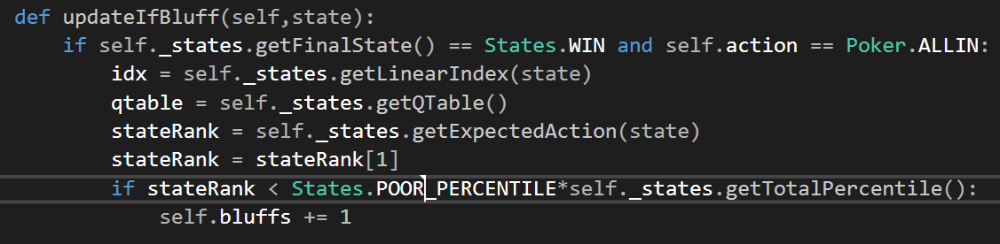 def updateIfBluff(self,state):
    if self._states.getFinalState() == States.WIN and self.action == Poker.ALLIN:
        idx = self._states.getLinearIndex(state)
        qtable = self._states.getQTable()
        stateRank = self._states.getExpectedAction(state)
        stateRank = stateRank[1]
        if stateRank < States.POOR_PERCENTILE*self._states.getTotalPercentile():
            self.bluffs += 1